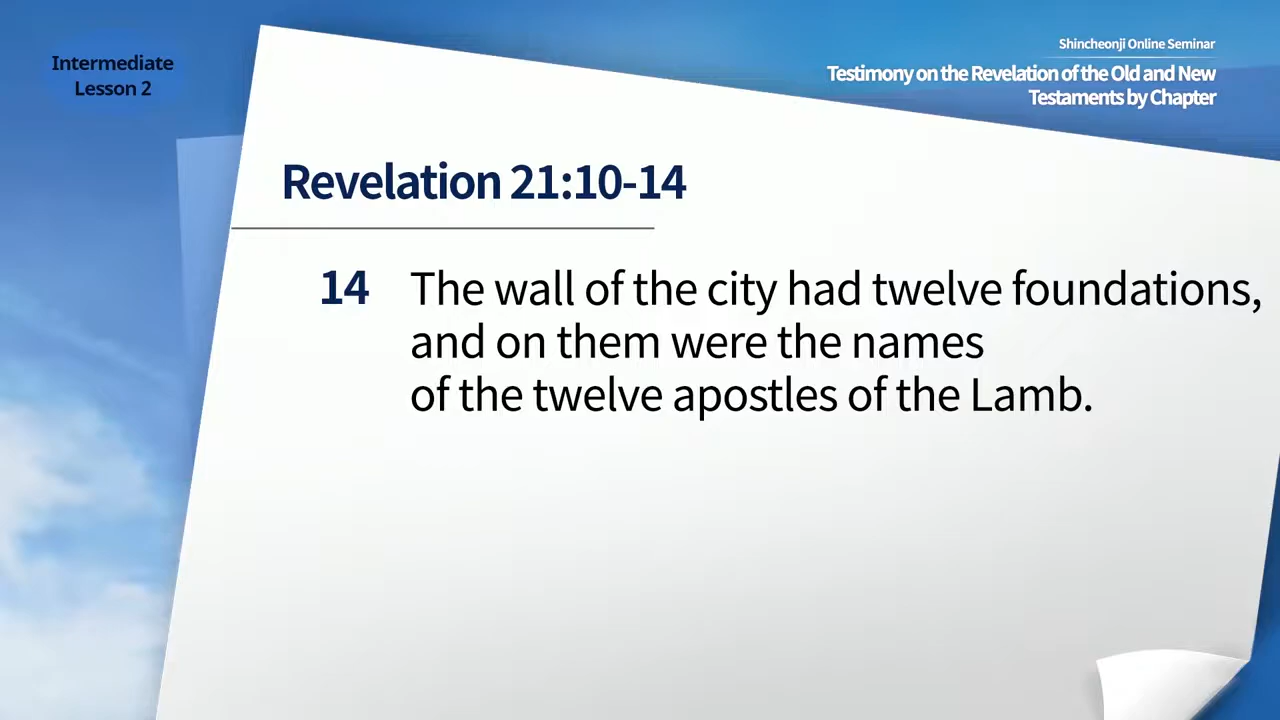 Intermediate
Lesson 2
Shincheonji Online Seminar
Testimony on the Revelation of the Old and New
Testaments by Chapter
Revelation 21:10-14
14 The wall of the city had twelve foundations,
and on them were the names
of the twelve apostles of the Lamb.